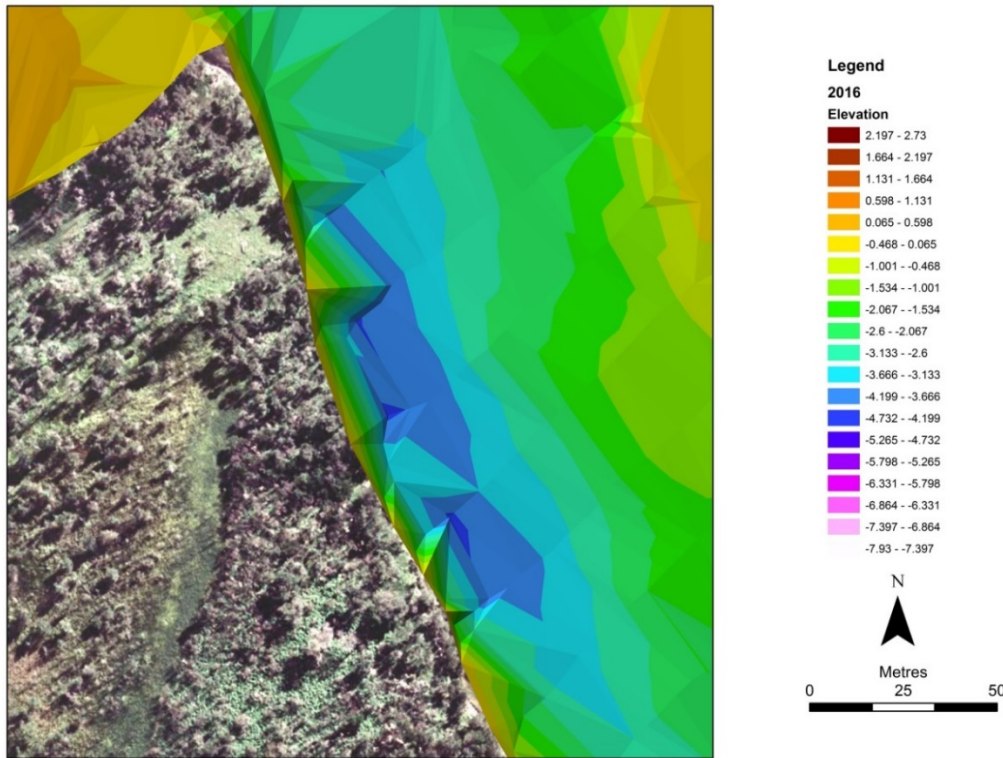 Legend
2016
Elevation
2.197 - 2.73
1.664 - 2.197
1.131 - 1.664
0.598 - 1.131
0.065 - 0.598
-0.468 - 0.065
-1.001 - -0.468
-1.534 - -1.001
-2.067 - -1.534
-2.6 - -2.067
-3.133 - -2.6
-3.666 - -3.133
-4.199 - -3.666
-4.732 - -4.199
-5.265 - -4.732
-5.798 - -5.265
-6.331 - -5.798
-6.864 - -6.331
-7.397 - -6.864
-7.93 - -7.397
N
Metres
0 25 50